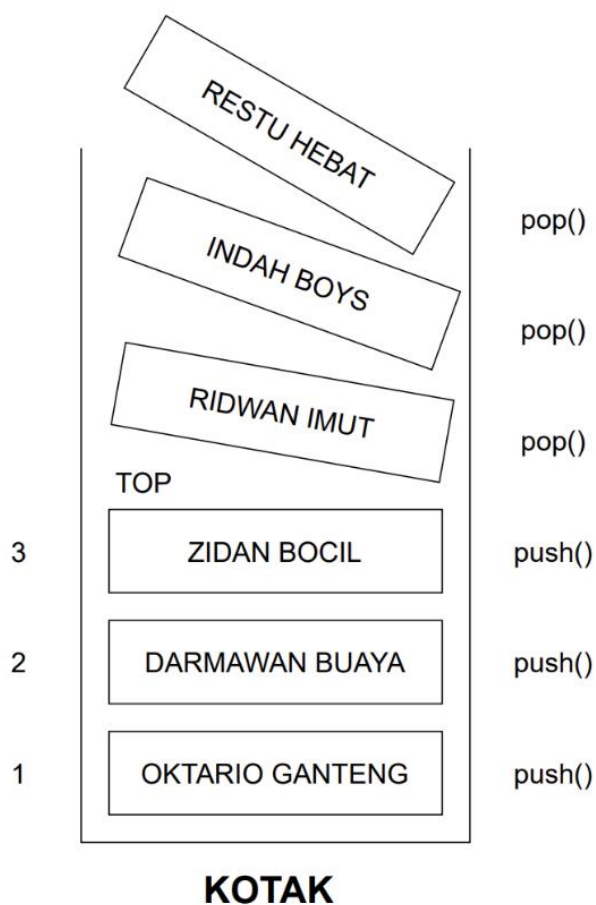 RESTU HEBAT
pop()
INDAH BOYS
pop()
RIDWAN IMUT
pop()
TOP
3 ZIDAN BOCIL push()
2 DARMAWAN BUAYA push()
1 OKTARIO GANTENG push()
KOTAK